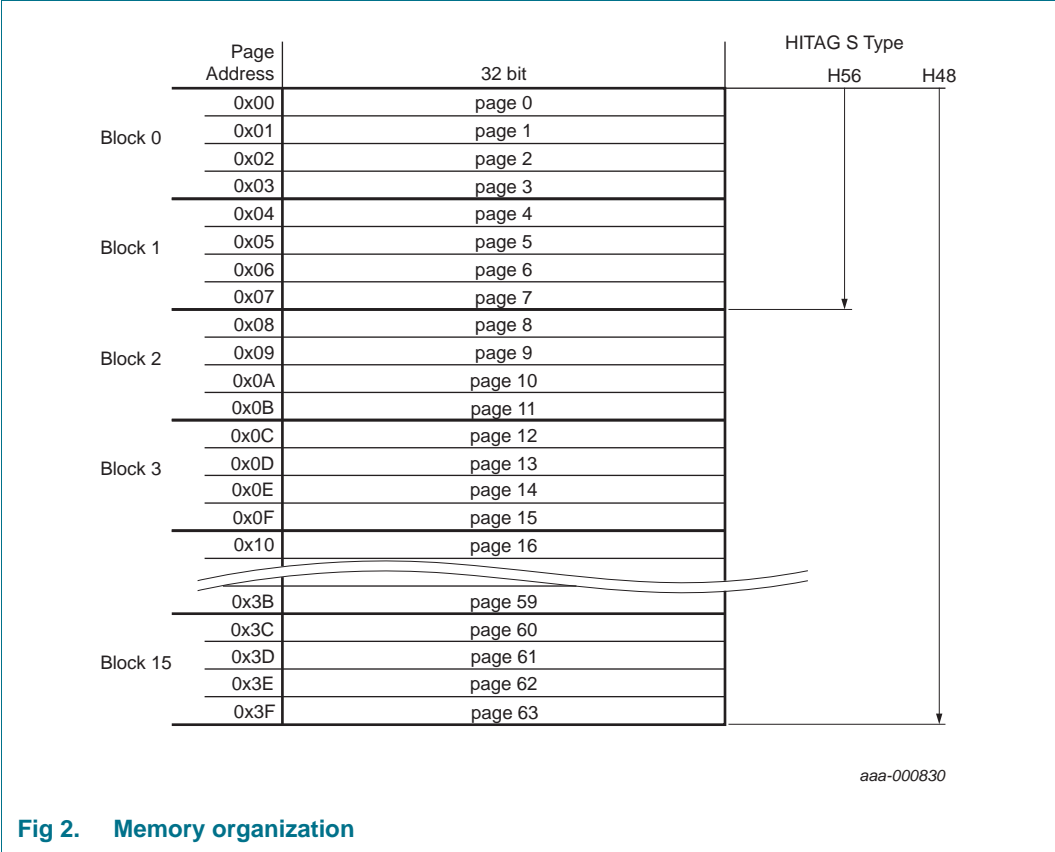 HITAG S Type
Page
Address 32 bit H56 H48
0x00 page 0
0x01 page 1
Block 0
0x02 page 2
0x03 page 3
0x04 page 4
0x05 page 5
Block 1
0x06 page 6
0x07 page 7
0x08 page 8
0x09 page 9
Block 2
0x0A page 10
0x0B page 11
0x0C page 12
0x0D page 13
Block 3
0x0E page 14
0x0F page 15
0x10 page 16
0x3B page 59
0x3C page 60
0x3D page 61
Block 15
0x3E page 62
0x3F page 63
aaa-000830
Fig 2. Memory organization